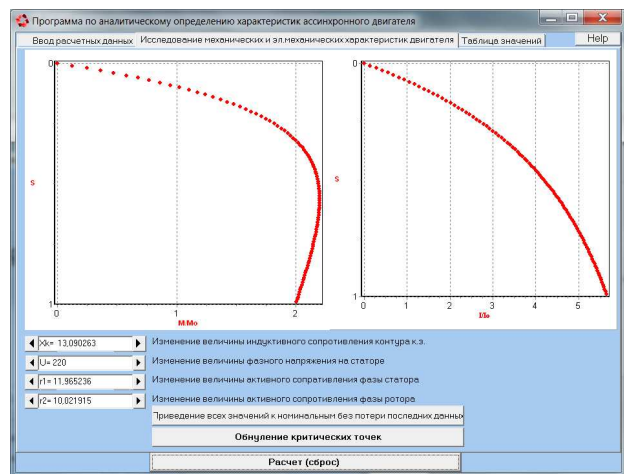 Программа по аналитическому определению характеристик ассинхронного двигателя
Ввод расчетных данных Исследование механических и эл.механических характеристик двигателя Таблица значений Help
0 0
S S
1 1
0 1 2 0 1 2 3 4 5
M/Mo I/Io
Xk= 13,090263 Изменение величины индуктивного сопротивления контура к.з.
U= 220 Изменение величины фазного напряжения на статоре
r1= 11,965236 Изменение величины активного сопративления фазы статора
r2= 10,021915 Изменение величины активного сопративления фазы ротора
Приведение всех значений к номинальным без потери последних данных
Обнуление критических точек
Расчет (сброс)